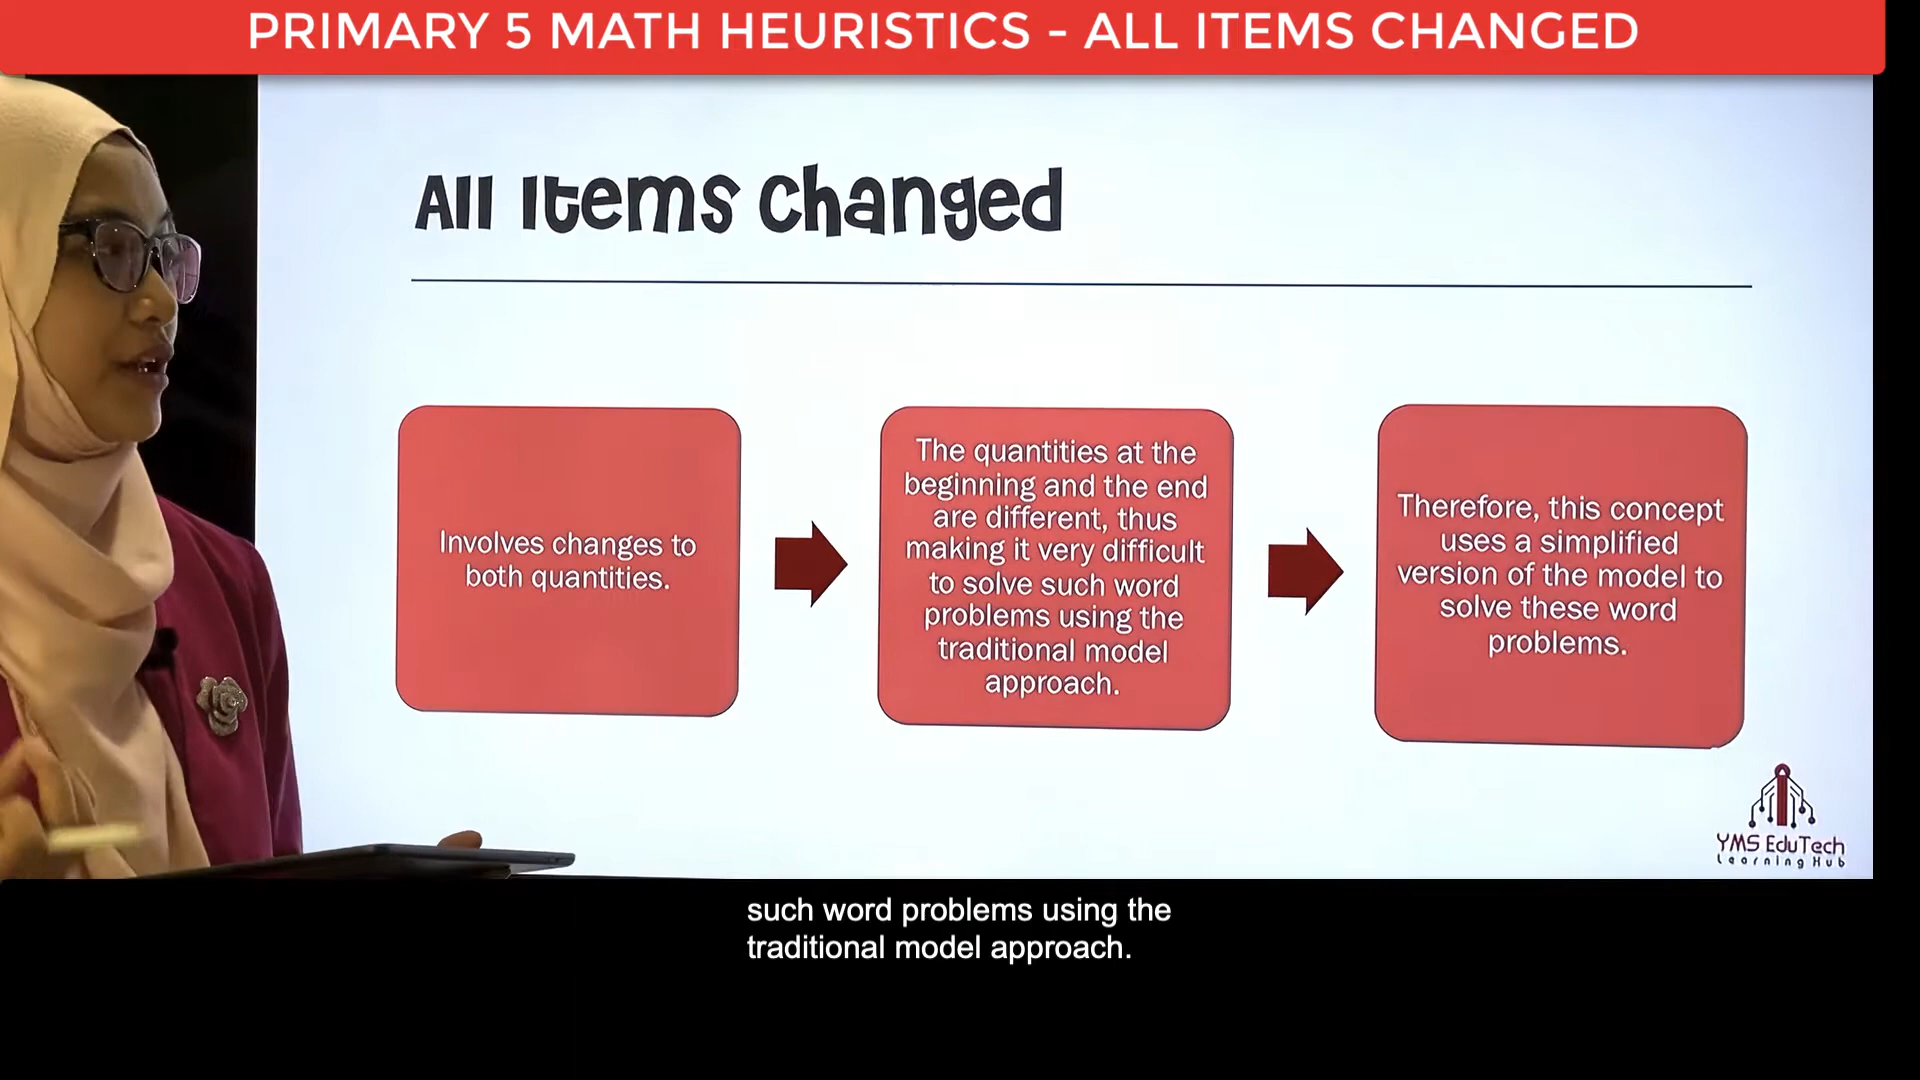 PRIMARY 5 MATH HEURISTICS - ALL ITEMS CHANGED
All Items Changed
Involves changes to
both quantities.
The quantities at the
beginning and the end
are different, thus
making it very difficult
to solve such word
problems using the
traditional model
approach.
Therefore, this concept
uses a simplified
version of the model to
solve these word
problems.
YMS EduTech
Learning Hub
such word problems using the
traditional model approach.